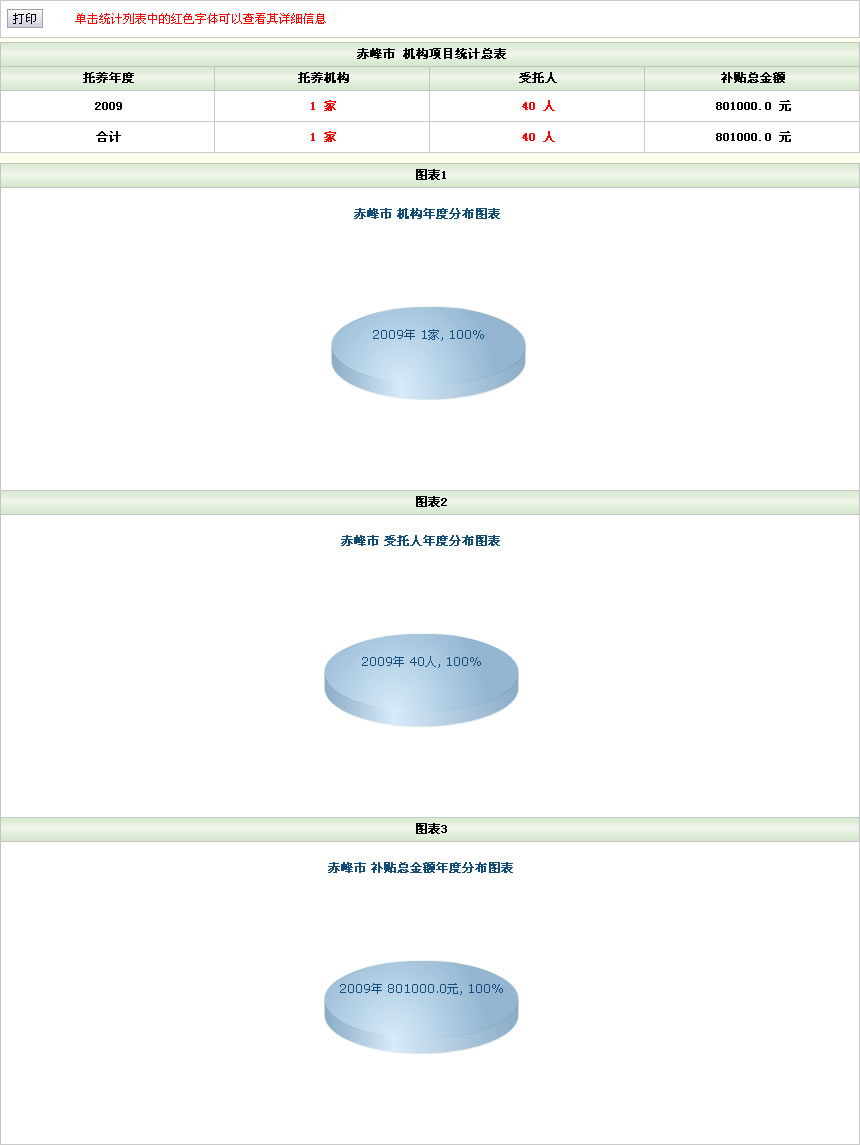 打印 单击统计列表中的红色字体可以查看其详细信息
赤峰市 机构项目统计总表
托养年度 托养机构 受托人 补贴总金额
2009 1 家 40 人 801000.0 元
合计 1 家 40 人 801000.0 元
图表1
赤峰市 机构年度分布图表
2009年 1家, 100%
图表2
赤峰市 受托人年度分布图表
2009年 40人, 100%
图表3
赤峰市 补贴总金额年度分布图表
2009年 801000.0元, 100%